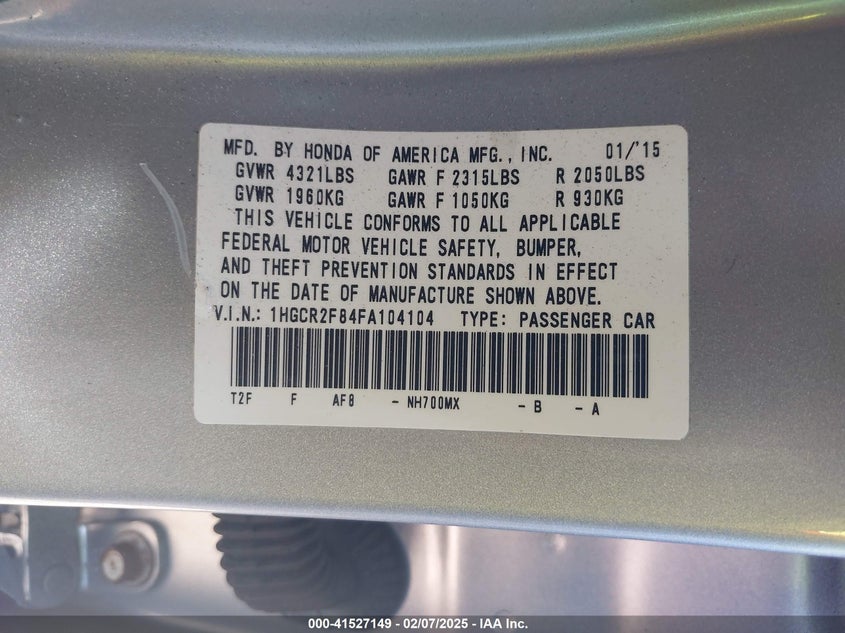 MFD. BY HONDA OF AMERICA MFG., INC. 01/'15
GVWR 4321LBS GAWR F 2315LBS R 2050LBS
GVWR 1960KG GAWR F 1050KG R 930KG
THIS VEHICLE CONFORMS TO ALL APPLICABLE
FEDERAL MOTOR VEHICLE SAFETY, BUMPER,
AND THEFT PREVENTION STANDARDS IN EFFECT
ON THE DATE OF MANUFACTURE SHOWN ABOVE.
V.I.N.: 1HGCR2F84FA104104 TYPE: PASSENGER CAR
T2F F AF8 - NH700MX - B - A
000-41527149 - 02/07/2025 - IAA Inc.